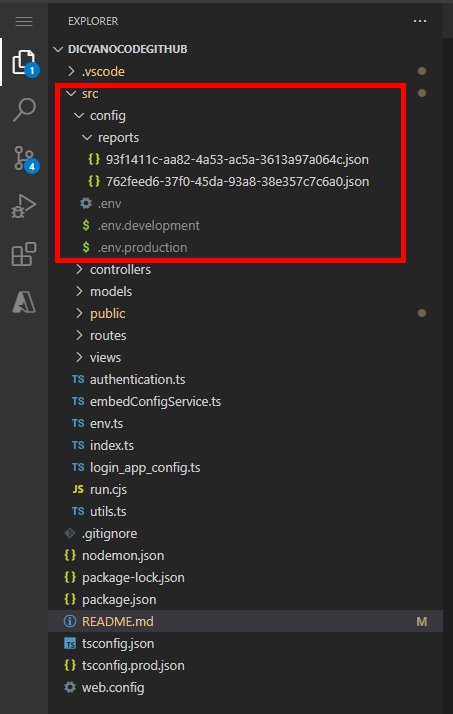 EXPLORER
DICYANOCODEGITHUB
.vscode
1
src
config
reports
93f1411c-aa82-4a53-ac5a-3613a97a064c.json
4
762feed6-37f0-45da-93a8-38e357c7c6a0.json
.env
$ .env.development
$ .env.production
controllers
models
public
routes
views
TS authentication.ts
TS embedConfigService.ts
TS env.ts
TS index.ts
TS login_app_config.ts
JS run.cjs
TS utils.ts
.gitignore
{} nodemon.json
{} package-lock.json
{} package.json
README.md M
TS tsconfig.json
{} tsconfig.prod.json
web.config